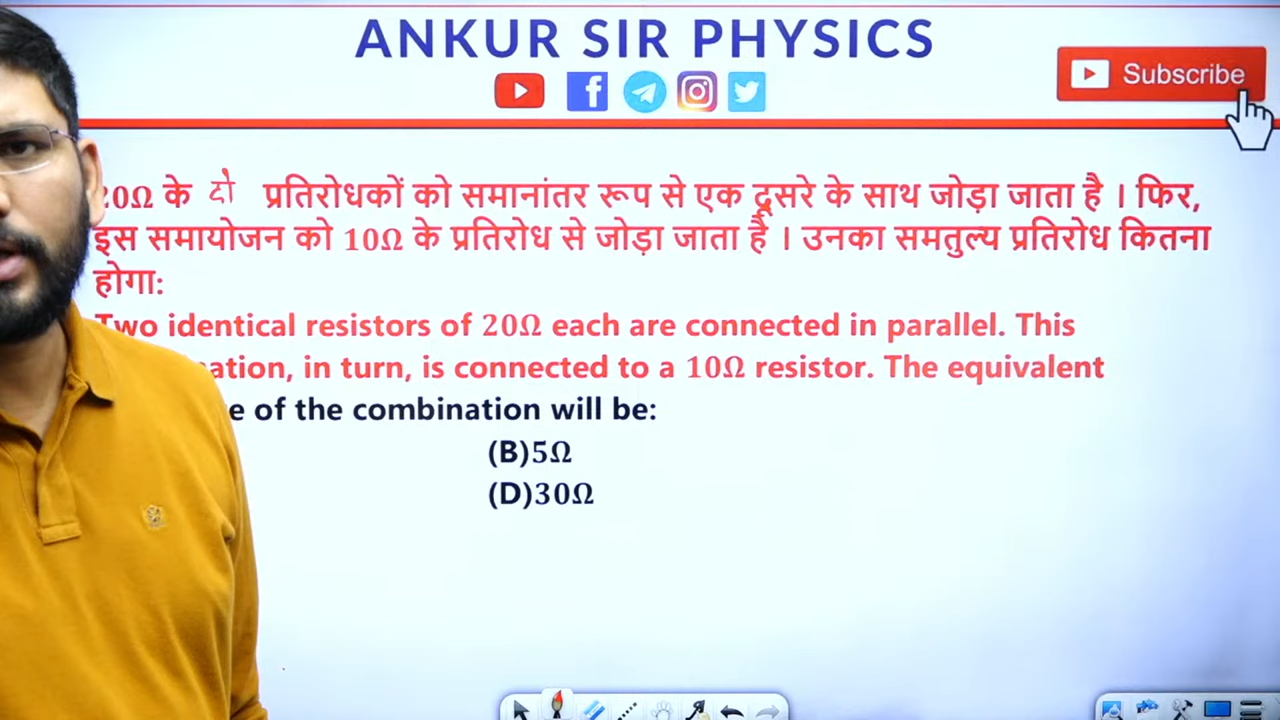 ANKUR SIR PHYSICS
Subscribe
20Ω के दो प्रतिरोधकों को समानांतर रूप से एक दूसरे के साथ जोड़ा जाता है । फिर,
इस समायोजन को 10Ω के प्रतिरोध से जोड़ा जाता है । उनका समतुल्य प्रतिरोध कितना
होगा:
Two identical resistors of 20Ω each are connected in parallel. This
in turn, is connected to a 10Ω resistor. The equivalent
of the combination will be:
(B)5Ω
(D)30Ω